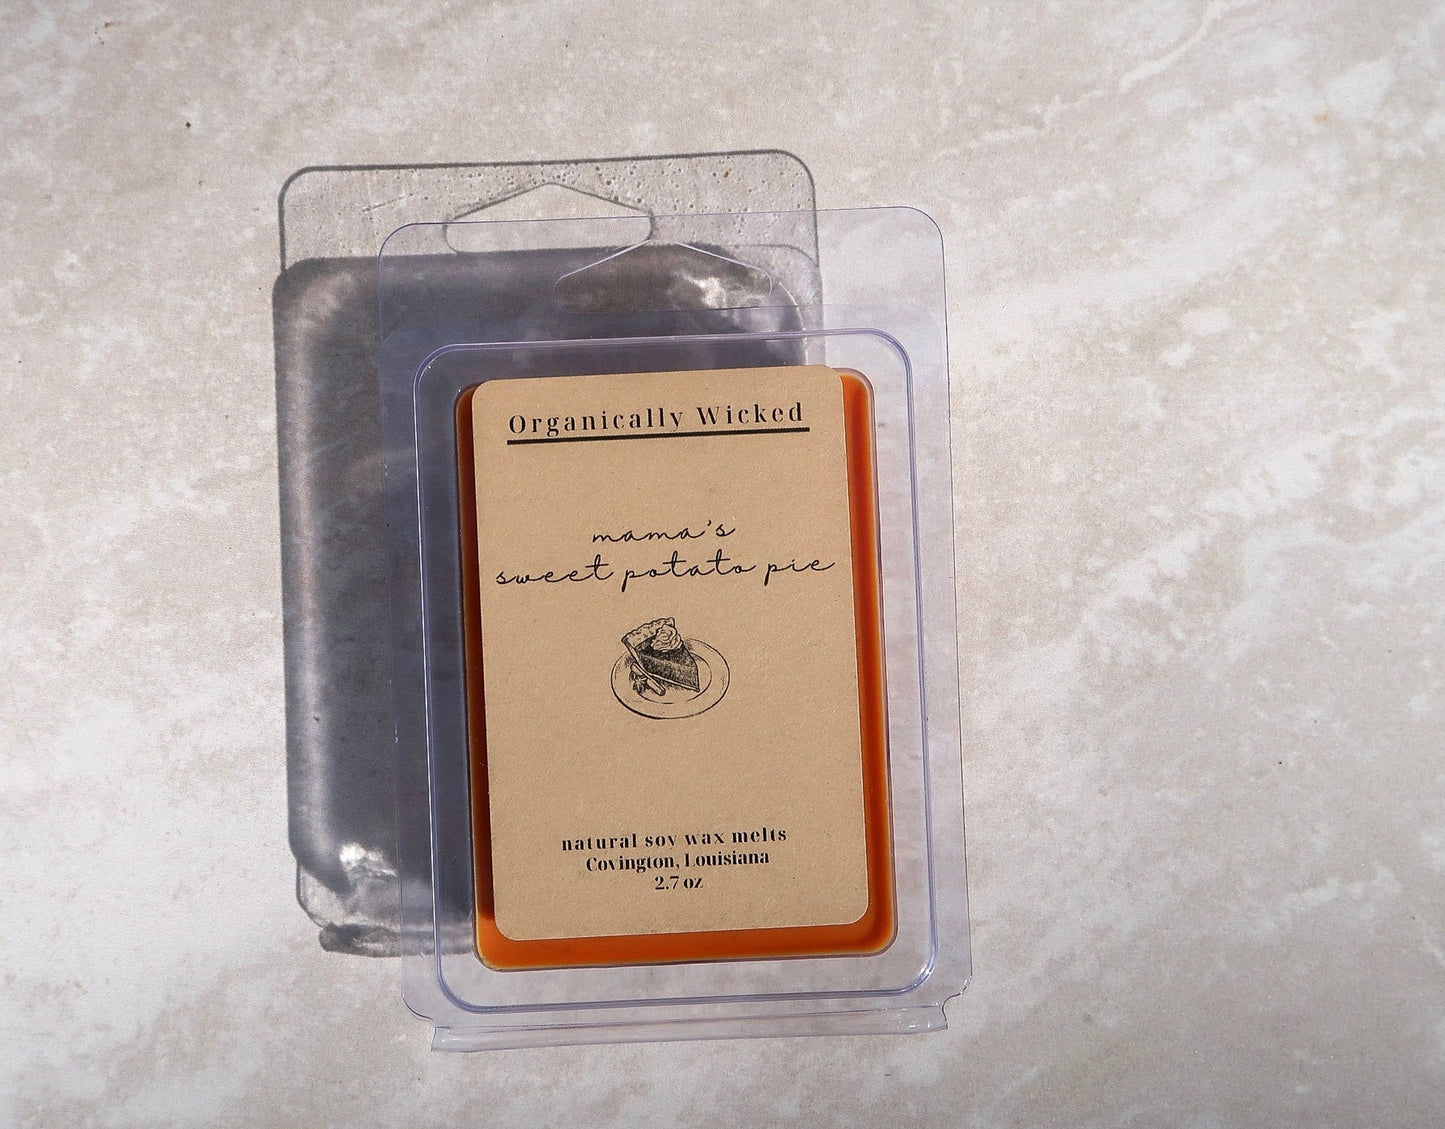 Organically Wicked
mama's
sweet potato pie
natural soy wax melts
Covington, Louisiana
2.7 oz